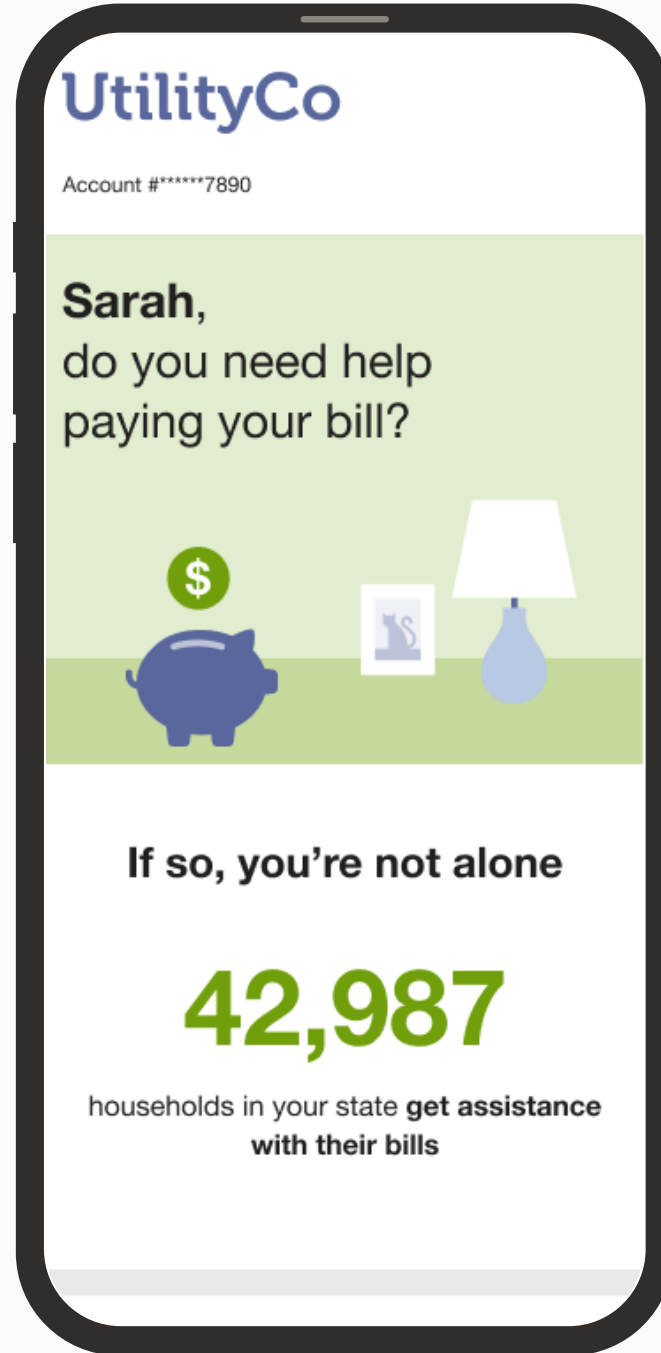 UtilityCo
Account #******7890
Sarah,
do you need help
paying your bill?
$
If so, you’re not alone
42,987
households in your state get assistance
with their bills